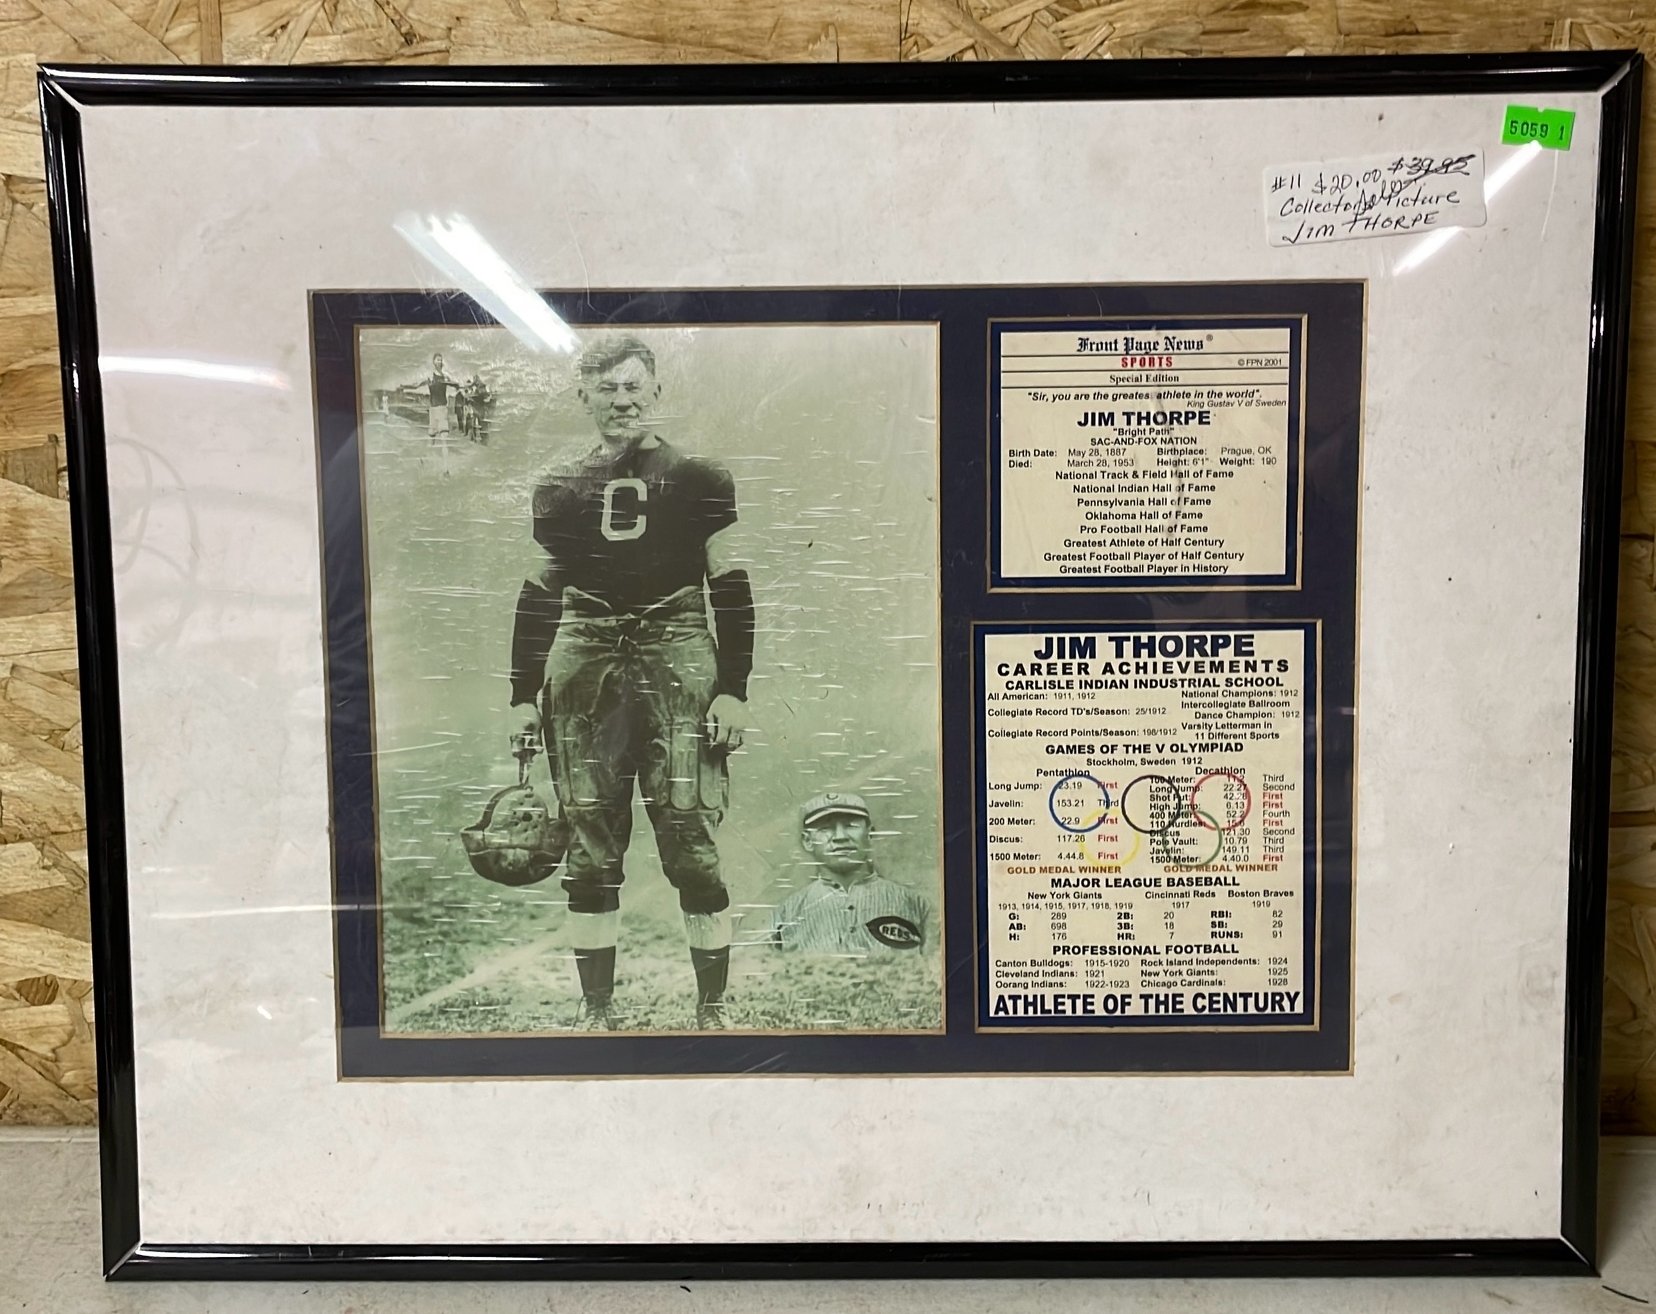 5059 1
#11 $20.00 $39.95
Collectors Picture
JIM THORPE
C
C
REDS
Front Page News®
SPORTS © FPN 2001
Special Edition
"Sir, you are the greates athlete in the world".
King Gustav V of Sweden
JIM THORPE
"Bright Path"
SAC-AND-FOX NATION
Birth Date: May 28, 1887 Birthplace: Prague, OK
Died: March 28, 1953 Height: 6'1" Weight: 190
National Track & Field Hall of Fame
National Indian Hall of Fame
Pennsylvania Hall of Fame
Oklahoma Hall of Fame
Pro Football Hall of Fame
Greatest Athlete of Half Century
Greatest Football Player of Half Century
Greatest Football Player in History
JIM THORPE
CAREER ACHIEVEMENTS
CARLISLE INDIAN INDUSTRIAL SCHOOL
All American: 1911, 1912 National Champions: 1912
Intercollegiate Ballroom
Collegiate Record TD's/Season: 25/1912 Dance Champion: 1912
Varsity Letterman in
Collegiate Record Points/Season: 198/1912 11 Different Sports
GAMES OF THE V OLYMPIAD
Stockholm, Sweden 1912
Pentathlon Decathlon
Long Jump: 23.19 First
Javelin: 153.21 Third
200 Meter: 22.9 First
Discus: 117.26 First
1500 Meter: 4.44.8 First
GOLD MEDAL WINNER
100 Meter: Third
Long Jump: 22.27 Second
Shot Put: 42.28 First
High Jump: 6.13 First
400 Meter: 52.2 Fourth
110 Hurdles: 15.6 First
Discus 121.30 Second
Pole Vault: 10.79 Third
Javelin: 149.11 Third
1500 Meter: 4.40.0 First
GOLD MEDAL WINNER
MAJOR LEAGUE BASEBALL
New York Giants Cincinnati Reds Boston Braves
1913, 1914, 1915, 1917, 1918, 1919 1917 1919
G: 289 2B: 20 RBI: 82
AB: 698 3B: 18 SB: 29
H: 176 HR: 7 RUNS: 91
PROFESSIONAL FOOTBALL
Canton Bulldogs: 1915-1920 Rock Island Independents: 1924
Cleveland Indians: 1921 New York Giants: 1925
Oorang Indians: 1922-1923 Chicago Cardinals: 1928
ATHLETE OF THE CENTURY